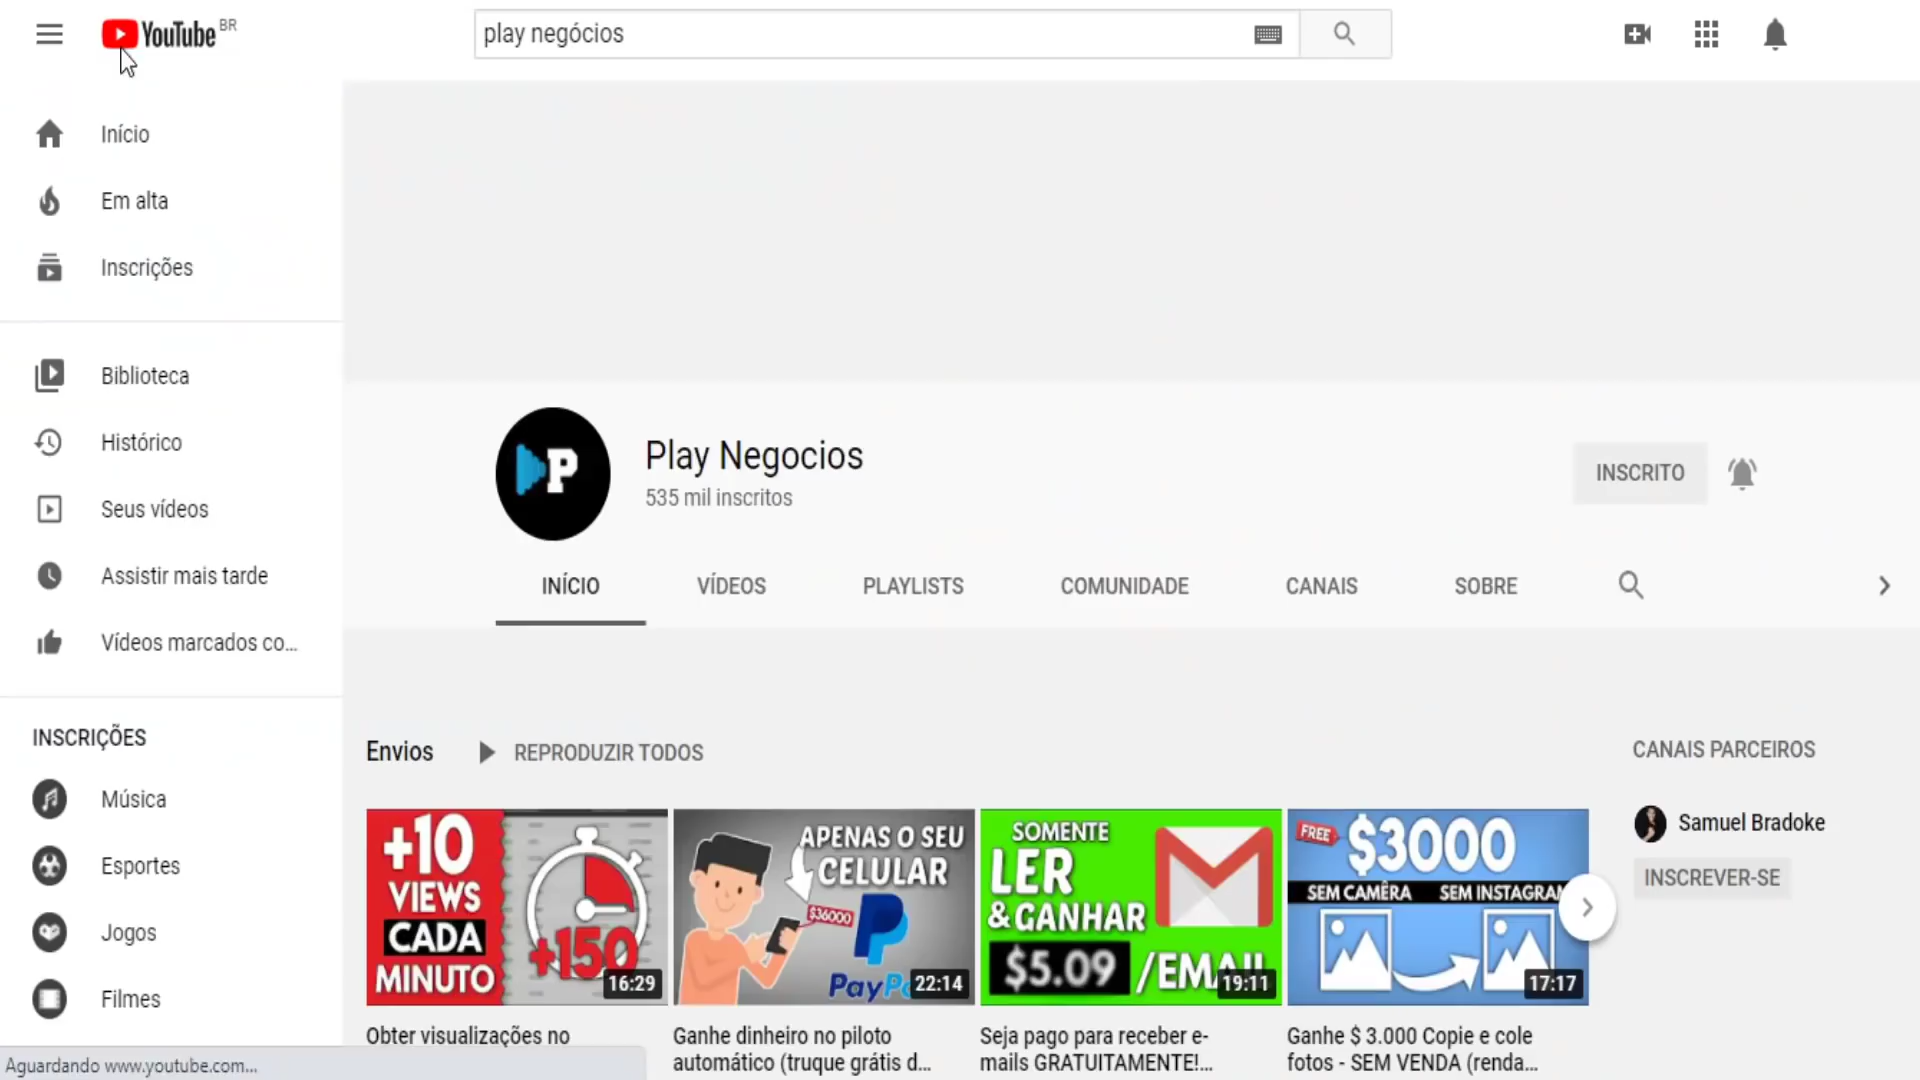 YouTube BR
play negócios
Início
Em alta
Inscrições
Biblioteca
Histórico
Seus vídeos
Assistir mais tarde
Vídeos marcados co...
INSCRIÇÕES
Música
Esportes
Jogos
Filmes
P
Play Negocios
535 mil inscritos
INSCRITO
INÍCIO
VÍDEOS
PLAYLISTS
COMUNIDADE
CANAIS
SOBRE
Envios
REPRODUZIR TODOS
+10
VIEWS
CADA
MINUTO
+150
16:29
Obter visualizações no
APENAS O SEU
CELULAR
$36000
PayP
22:14
Ganhe dinheiro no piloto
automático (truque grátis d...
SOMENTE
LER
&GANHAR
$5.09
/EMAIL
19:11
Seja pago para receber e-
mails GRATUITAMENTE!...
FREE
$3000
SEM CAMÊRA
SEM INSTAGRAM
17:17
Ganhe $ 3.000 Copie e cole
fotos - SEM VENDA (renda...
CANAIS PARCEIROS
Samuel Bradoke
INSCREVER-SE
Aguardando www.youtube.com...